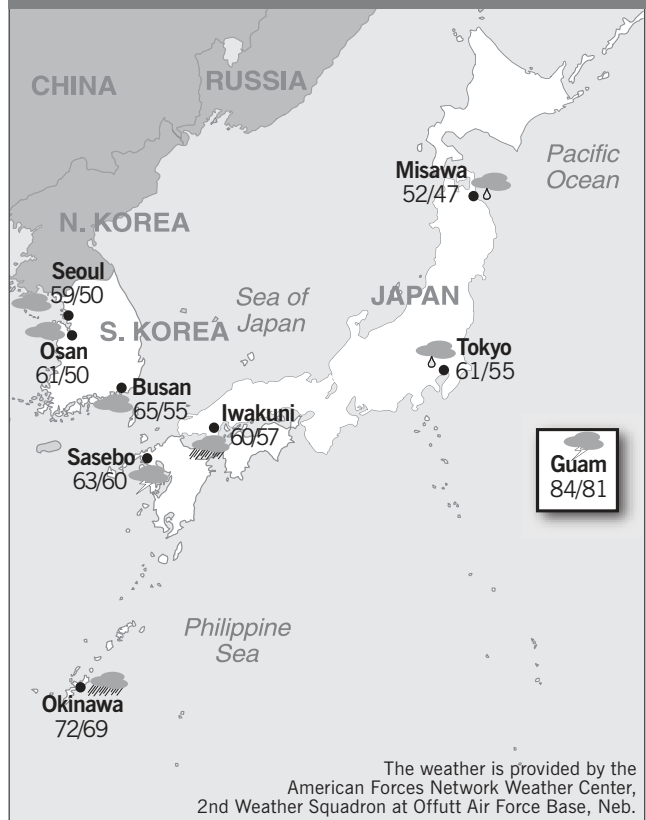 CHINA
RUSSIA
Pacific
Ocean
Misawa
52/47
N. KOREA
Seoul
59/50
Sea of
Japan
JAPAN
S. KOREA
Osan
61/50
Tokyo
61/55
Busan
65/55
Iwakuni
60/57
Sasebo
63/60
Guam
84/81
Philippine
Sea
Okinawa
72/69
The weather is provided by the
American Forces Network Weather Center,
2nd Weather Squadron at Offutt Air Force Base, Neb.